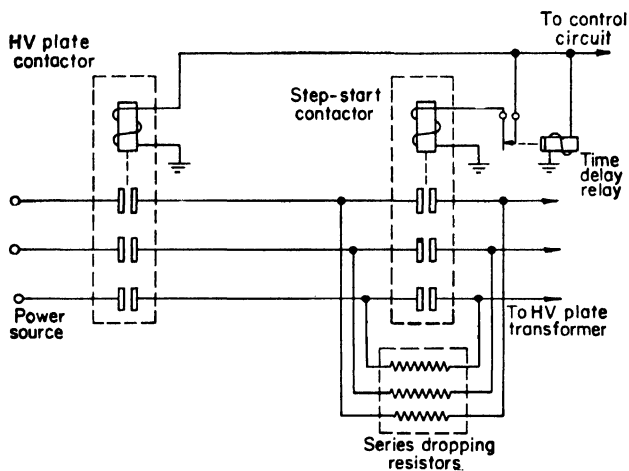 To control
circuit
HV plate
contactor
Step-start
contactor
Time
delay
relay
Power
source
To HV plate
transformer
Series dropping
resistors